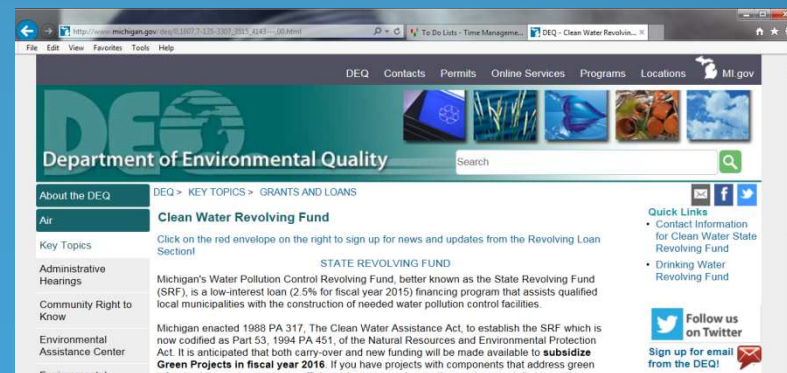 http://www.michigan.gov/deq/0,1607,7-135-3307_3515_4143---,00.html
To Do Lists - Time Manageme...
DEQ - Clean Water Revolvin...
File Edit View Favorites Tools Help
DEQ Contacts Permits Online Services Programs Locations MI.gov
DEQ
Department of Environmental Quality
Search
About the DEQ
Air
Key Topics
Administrative
Hearings
Community Right to
Know
Environmental
Assistance Center
DEQ > KEY TOPICS > GRANTS AND LOANS
Clean Water Revolving Fund
Click on the red envelope on the right to sign up for news and updates from the Revolving Loan
Section!
STATE REVOLVING FUND
Michigan's Water Pollution Control Revolving Fund, better known as the State Revolving Fund
(SRF), is a low-interest loan (2.5% for fiscal year 2015) financing program that assists qualified
local municipalities with the construction of needed water pollution control facilities.
Michigan enacted 1988 PA 317, The Clean Water Assistance Act, to establish the SRF which is
now codified as Part 53, 1994 PA 451, of the Natural Resources and Environmental Protection
Act. It is anticipated that both carry-over and new funding will be made available to subsidize
Green Projects in fiscal year 2016. If you have projects with components that address green
Quick Links
• Contact Information
for Clean Water State
Revolving Fund
• Drinking Water
Revolving Fund
Follow us
on Twitter
Sign up for email
from the DEQ!